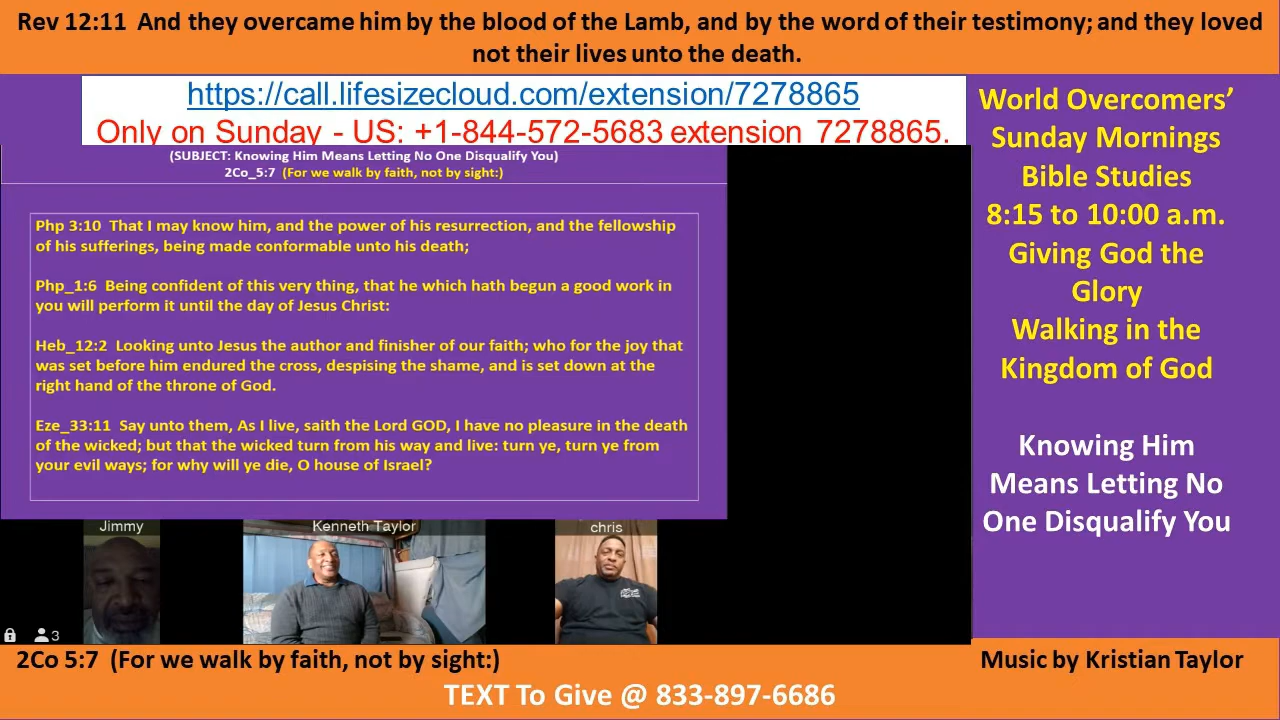 Rev 12:11  And they overcame him by the blood of the Lamb, and by the word of their testimony; and they loved
not their lives unto the death.
https://call.lifesizecloud.com/extension/7278865
Only on Sunday - US: +1-844-572-5683 extension 7278865.
(SUBJECT: Knowing Him Means Letting No One Disqualify You)
2Co_5:7  (For we walk by faith, not by sight:)
Php 3:10  That I may know him, and the power of his resurrection, and the fellowship
of his sufferings, being made conformable unto his death;
Php_1:6  Being confident of this very thing, that he which hath begun a good work in
you will perform it until the day of Jesus Christ:
Heb_12:2  Looking unto Jesus the author and finisher of our faith; who for the joy that
was set before him endured the cross, despising the shame, and is set down at the
right hand of the throne of God.
Eze_33:11  Say unto them, As I live, saith the Lord GOD, I have no pleasure in the death
of the wicked; but that the wicked turn from his way and live: turn ye, turn ye from
your evil ways; for why will ye die, O house of Israel?
Jimmy
Kenneth Taylor
chris
3
World Overcomers'
Sunday Mornings
Bible Studies
8:15 to 10:00 a.m.
Giving God the
Glory
Walking in the
Kingdom of God
Knowing Him
Means Letting No
One Disqualify You
2Co 5:7  (For we walk by faith, not by sight:)
Music by Kristian Taylor
TEXT To Give @ 833-897-6686